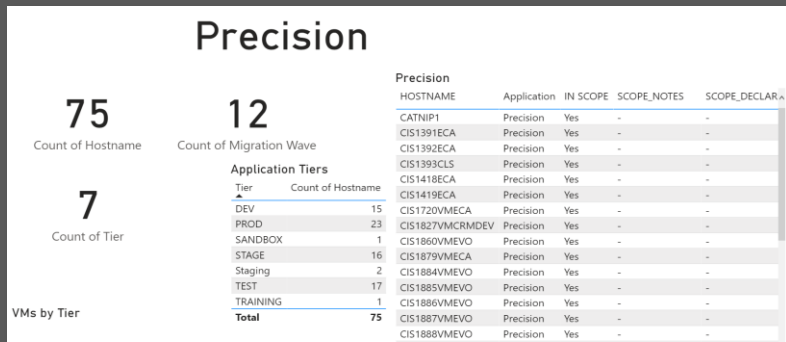 Precision
75
Count of Hostname
12
Count of Migration Wave
7
Count of Tier
Application Tiers
Tier Count of Hostname
DEV 15
PROD 23
SANDBOX 1
STAGE 16
Staging 2
TEST 17
TRAINING 1
Total 75
VMs by Tier
Precision
HOSTNAME Application IN SCOPE SCOPE_NOTES SCOPE_DECLAR
CATNIP1 Precision Yes - -
CIS1391ECA Precision Yes - -
CIS1392ECA Precision Yes - -
CIS1393CLS Precision Yes - -
CIS1418ECA Precision Yes - -
CIS1419ECA Precision Yes - -
CIS1720VMECA Precision Yes - -
CIS1827VMCRMDEV Precision Yes - -
CIS1860VMEVO Precision Yes - -
CIS1879VMECA Precision Yes - -
CIS1884VMEVO Precision Yes - -
CIS1885VMEVO Precision Yes - -
CIS1886VMEVO Precision Yes - -
CIS1887VMEVO Precision Yes - -
CIS1888VMEVO Precision Yes - -